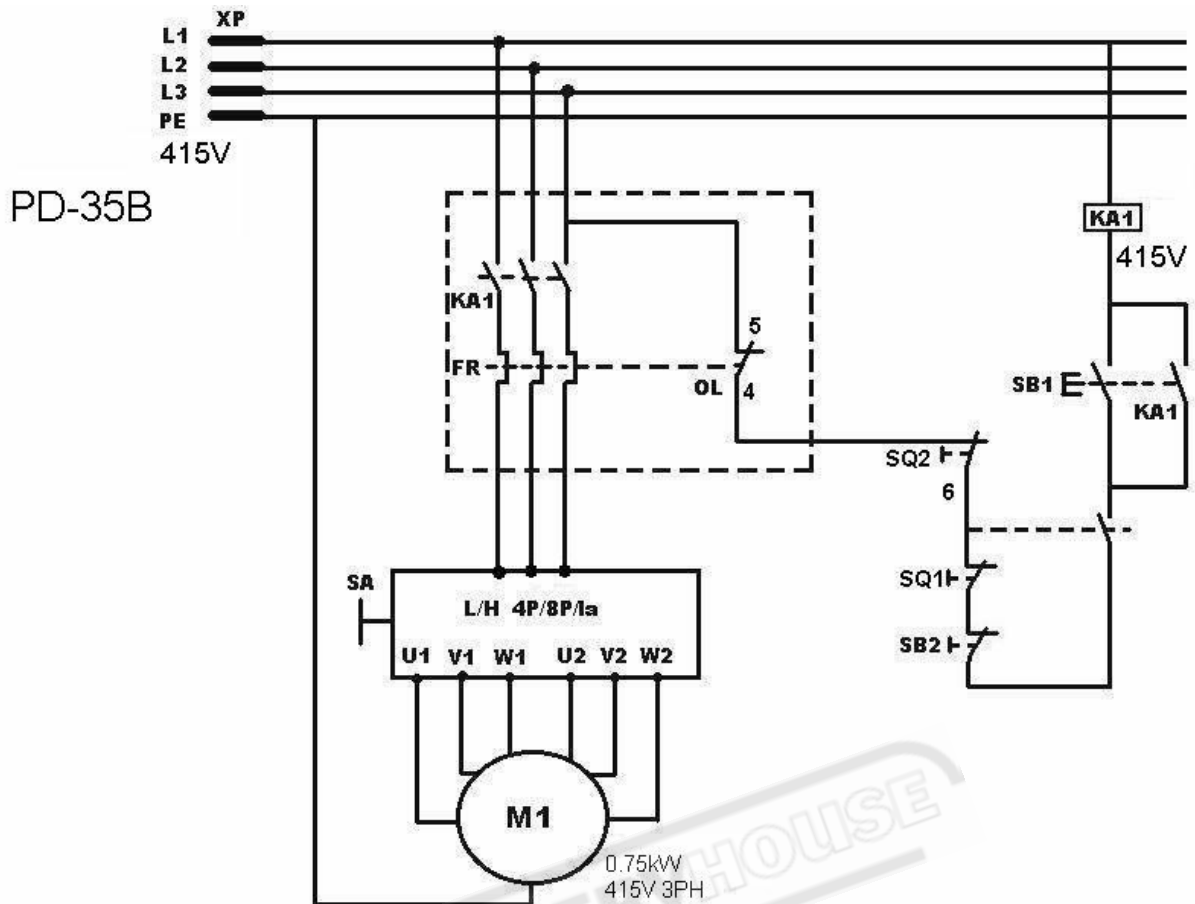 XP
L1
L2
L3
PE
415V
PD-35B
KA1
415V
KA1
5
FR
OL 4
SB1
KA1
SQ2
6
SA
L/H 4P/8P/la
SQ1
SB2
U1 V1 W1 U2 V2 W2
M1
0.75kW
415V 3PH